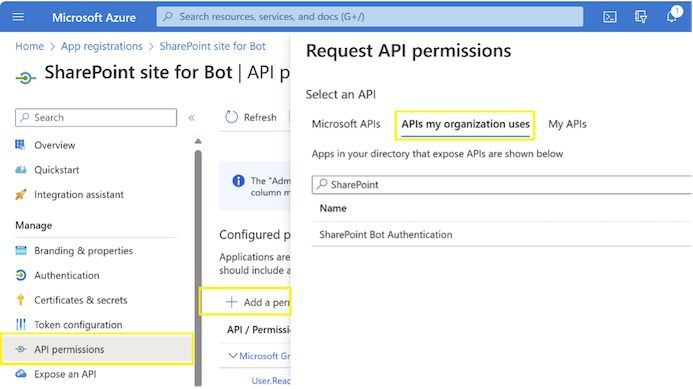 Microsoft Azure
Search resources, services, and docs (G+/)
1
Home > App registrations > SharePoint site for Bot
SharePoint site for Bot | API p
Search
«
Overview
Quickstart
Integration assistant
Manage
Branding & properties
Authentication
Certificates & secrets
Token configuration
API permissions
Expose an API
Refresh
The "Adm
column m
Configured p
Applications are
should include a
+ Add a per
API / Permissio
Microsoft Gr
User.Reac
Request API permissions
Select an API
Microsoft APIs APIs my organization uses My APIs
Apps in your directory that expose APIs are shown below
SharePoint
Name
SharePoint Bot Authentication